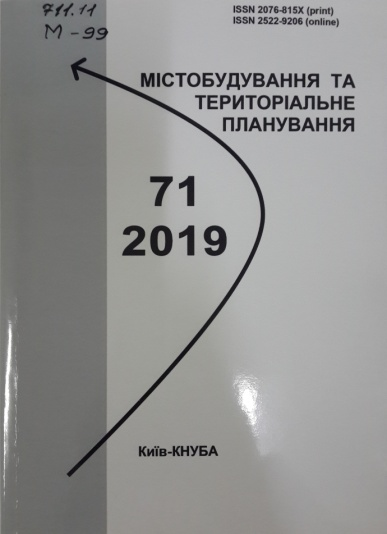 711.11
М-99
ISSN 2076-815X (print)
ISSN 2522-9206 (online)
МІСТОБУДУВАННЯ ТА
ТЕРИТОРІАЛЬНЕ
ПЛАНУВАННЯ
71
2019
Київ-КНУБА